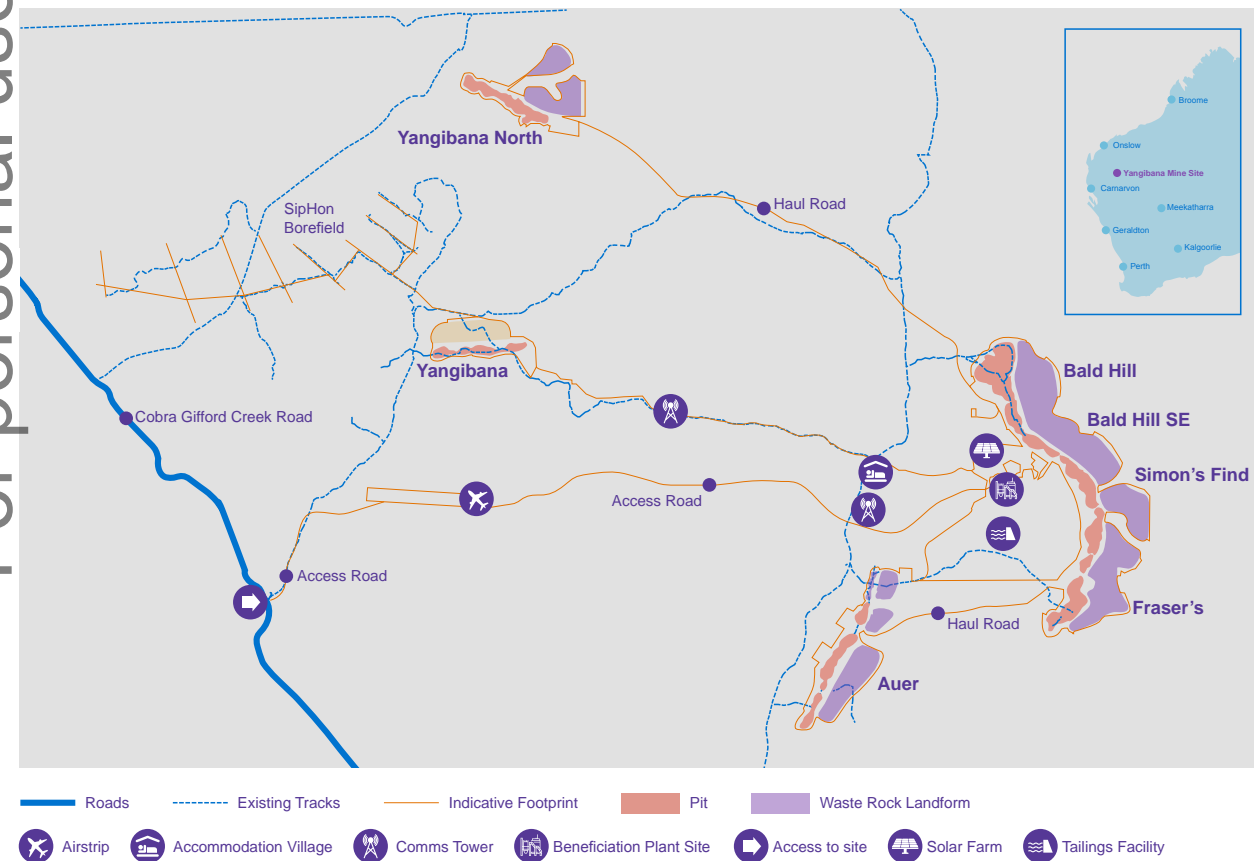 For personal use
Yangibana North
SipHon
Borefield
Haul Road
Broome
Onslow
Yangibana Mine Site
Carnarvon
Meekatharra
Geraldton
Kalgoorlie
Perth
Yangibana
Bald Hill
Bald Hill SE
Simon's Find
Cobra Gifford Creek Road
Access Road
Access Road
Fraser's
Haul Road
Auer
Roads Existing Tracks Indicative Footprint Pit Waste Rock Landform
Airstrip Accommodation Village Comms Tower Beneficiation Plant Site Access to site Solar Farm Tailings Facility